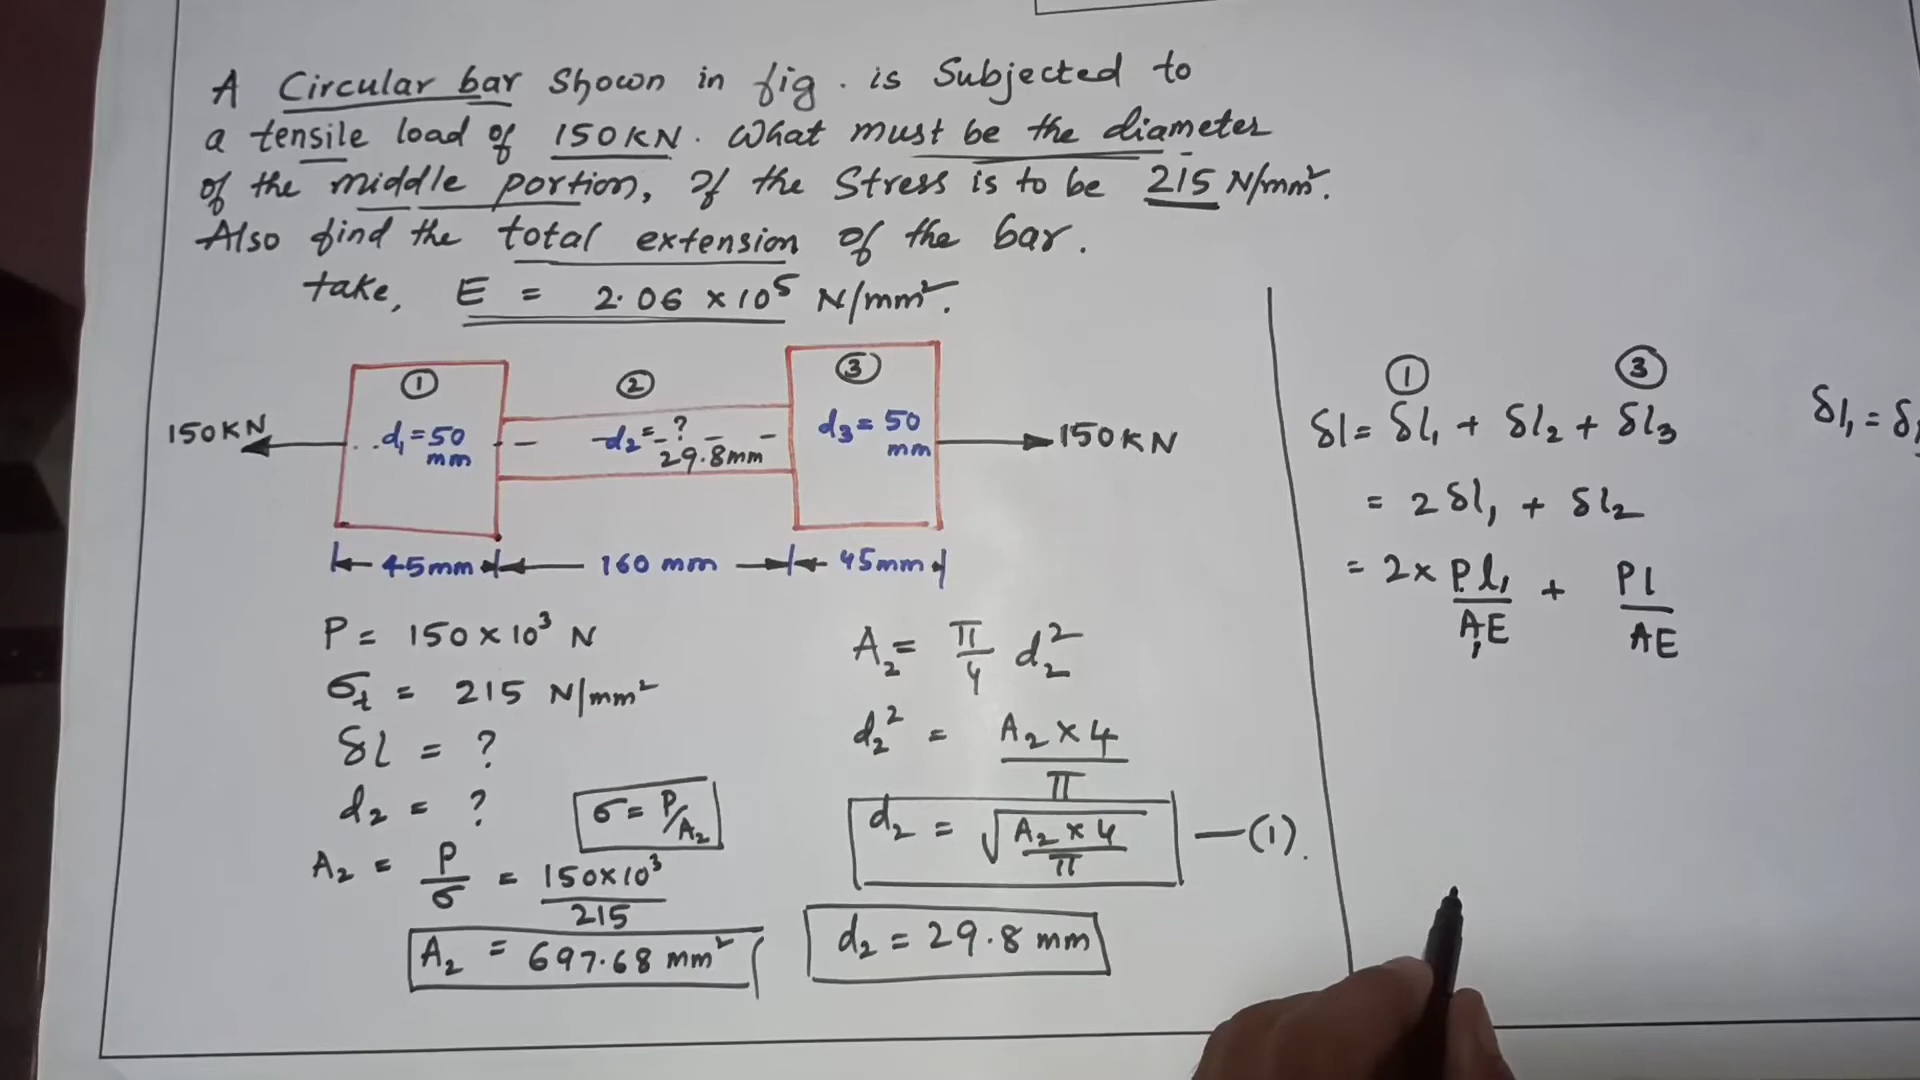 A Circular bar Shown in fig. is Subjected to
a tensile load of 150KN. What must be the diameter
of the middle portion, If the Stress is to be 215 N/mm².
Also find the total extension of the bar.
take, E = 2.06 × 10⁵ N/mm².
① ② ③
150KN d₁=50 mm d₂=? 29.8mm d₃=50 mm 150KN
45mm 160 mm 45mm
P = 150×10³ N
σt = 215 N/mm²
δl = ?
d₂ = ? σ = P/A₂
A₂ = P/σ = 150×10³/215
A₂ = 697.68 mm²
A₂ = π/4 d₂²
d₂² = A₂×4/π
d₂ = √(A₂×4/π) —(1).
d₂ = 29.8 mm
① ③
δl = δl₁ + δl₂ + δl₃
= 2δl₁ + δl₂
= 2× Pl₁/A₁E + Pl/AE
δl₁ = δ